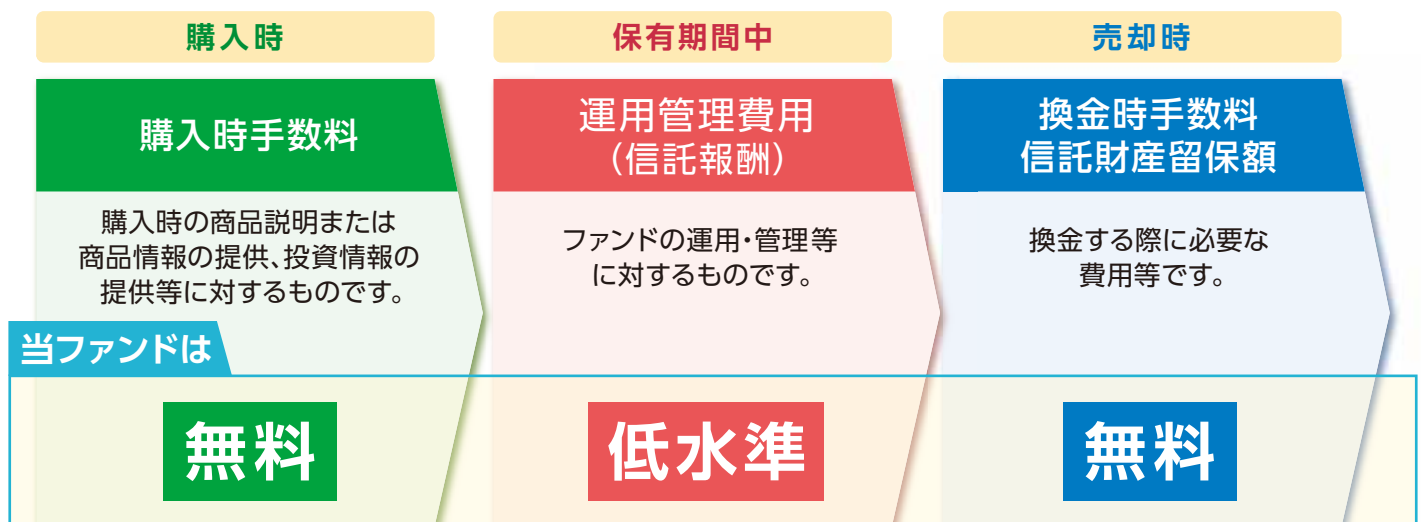 購入時
保有期間中
売却時
購入時手数料
運用管理費用
(信託報酬)
換金時手数料
信託財産留保額
購入時の商品説明または
商品情報の提供、投資情報の
提供等に対するものです。
ファンドの運用・管理等
に対するものです。
換金する際に必要な
費用等です。
当ファンドは
無料
低水準
無料